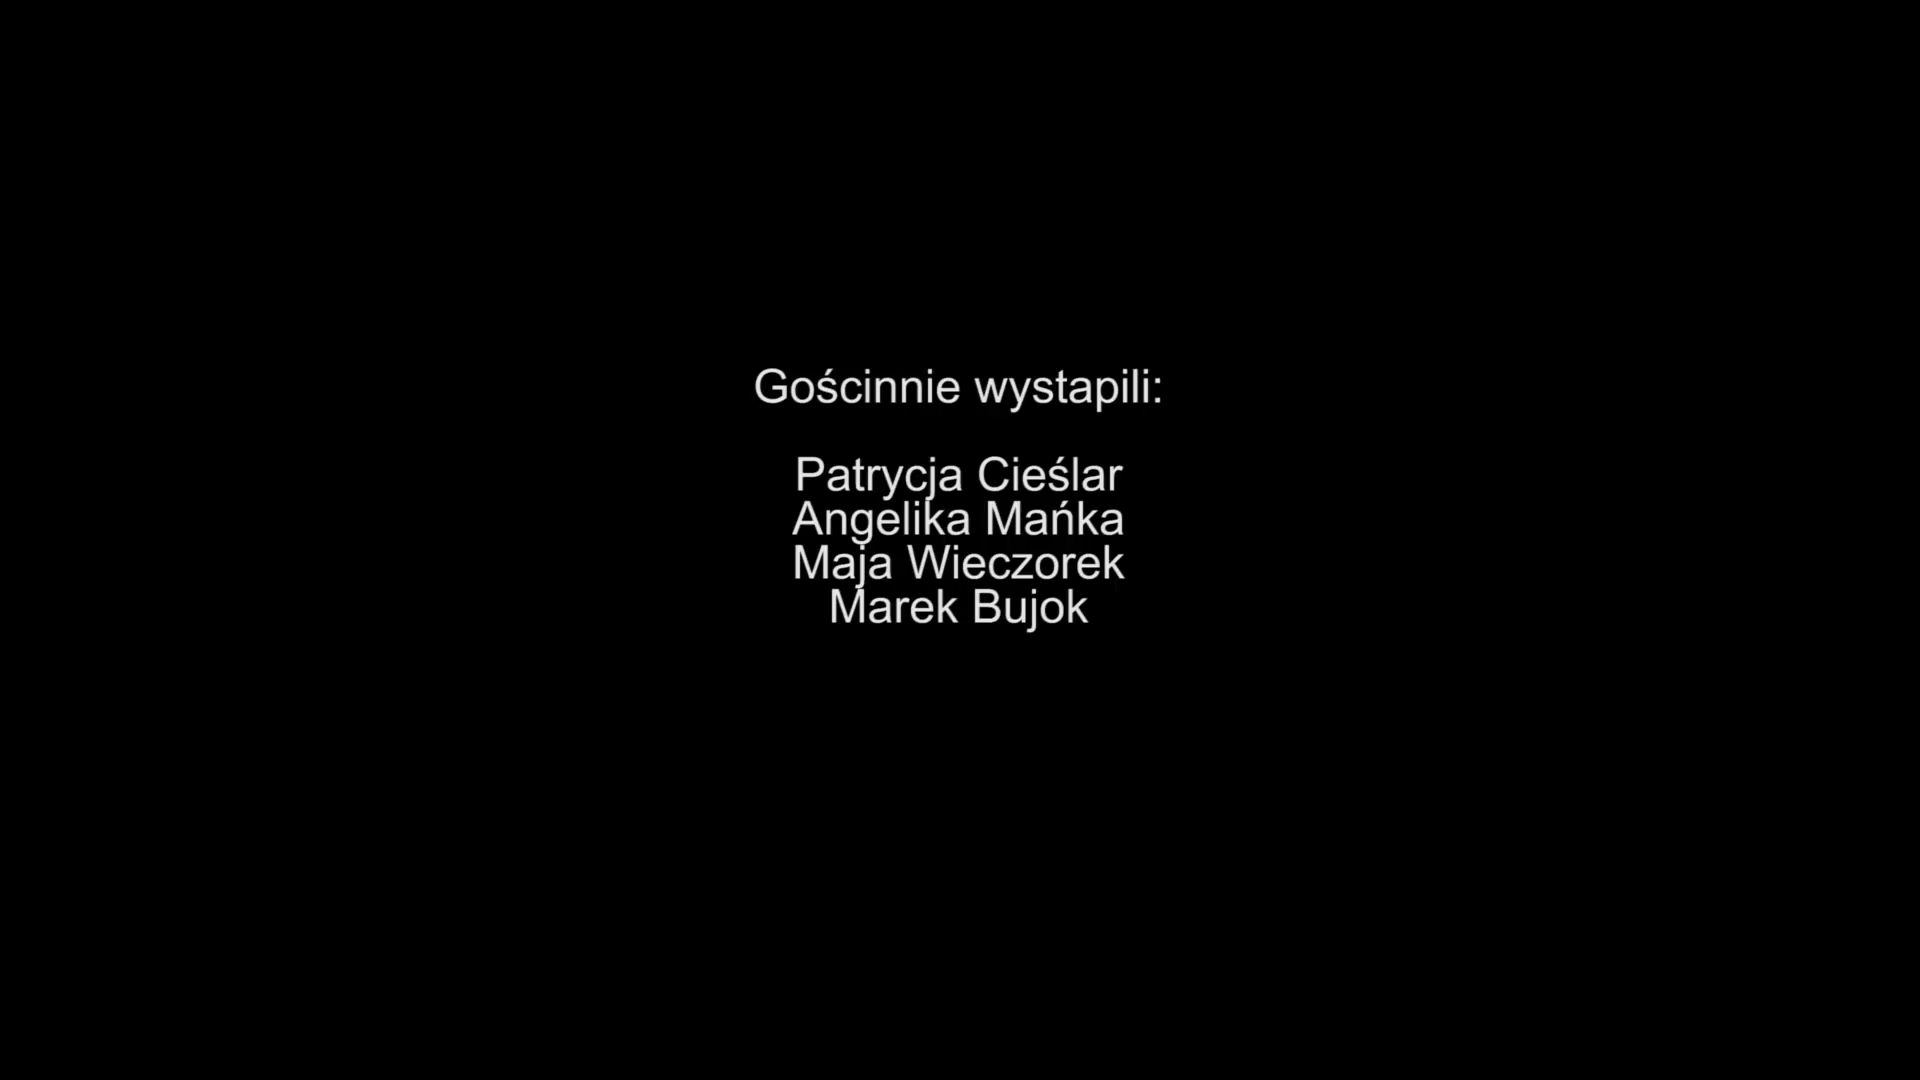 Gościnnie wystapili:
Patrycja Cieślar
Angelika Mańka
Maja Wieczorek
Marek Bujok